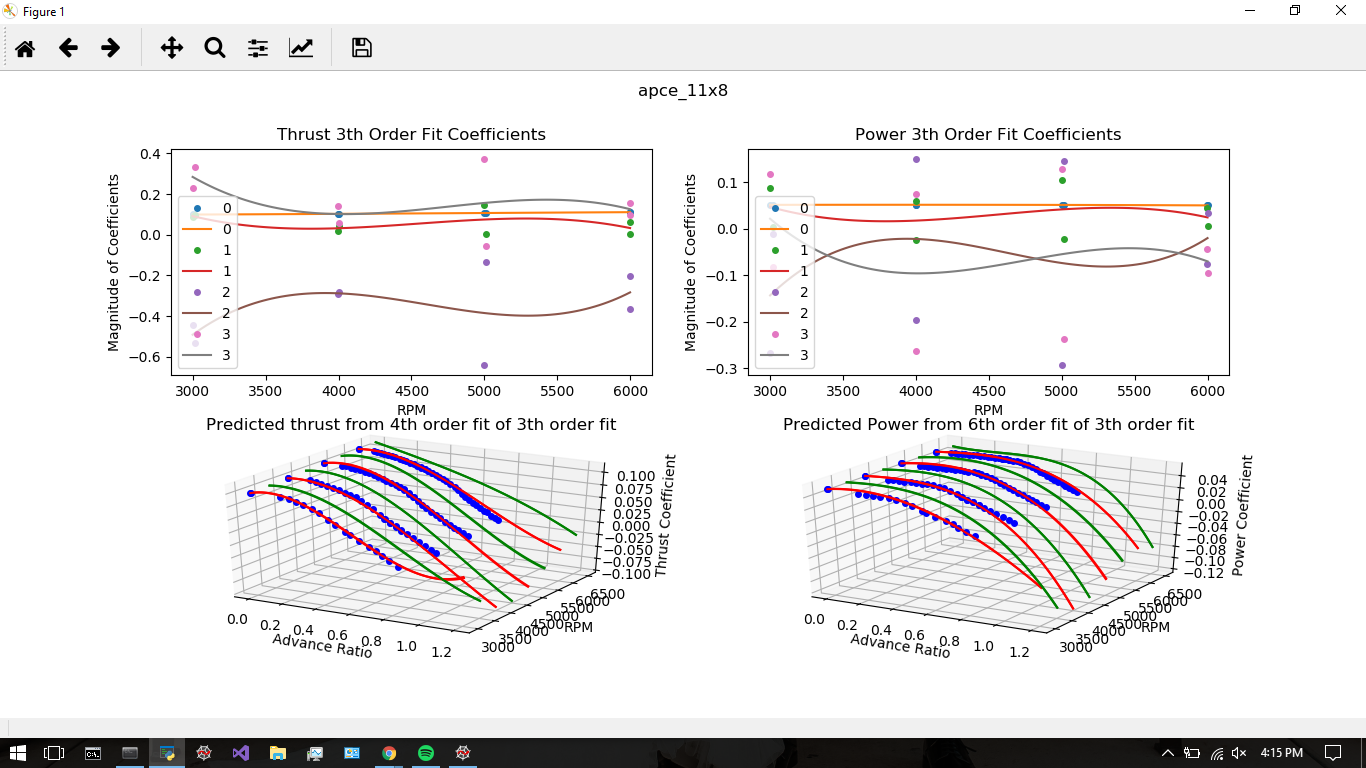 Figure 1
apce_11x8
Thrust 3th Order Fit Coefficients
Magnitude of Coefficients
0.4
0.2
0.0
−0.2
−0.4
−0.6
0
0
1
1
2
2
3
3
3000 3500 4000 4500 5000 5500 6000
RPM
Power 3th Order Fit Coefficients
Magnitude of Coefficients
0.1
0.0
−0.1
−0.2
−0.3
0
0
1
1
2
2
3
3
3000 3500 4000 4500 5000 5500 6000
RPM
Predicted thrust from 4th order fit of 3th order fit
0.100
0.075
0.050
0.025
0.000
−0.025
−0.050
−0.075
−0.100
Thrust Coefficient
0.0 0.2 0.4 0.6 0.8 1.0 1.2
Advance Ratio
3000 3500 4000 4500 5000 5500 6000 6500
RPM
Predicted Power from 6th order fit of 3th order fit
0.04
0.02
0.00
−0.02
−0.04
−0.06
−0.08
−0.10
−0.12
Power Coefficient
0.0 0.2 0.4 0.6 0.8 1.0 1.2
Advance Ratio
3000 3500 4000 4500 5000 5500 6000 6500
RPM
4:15 PM